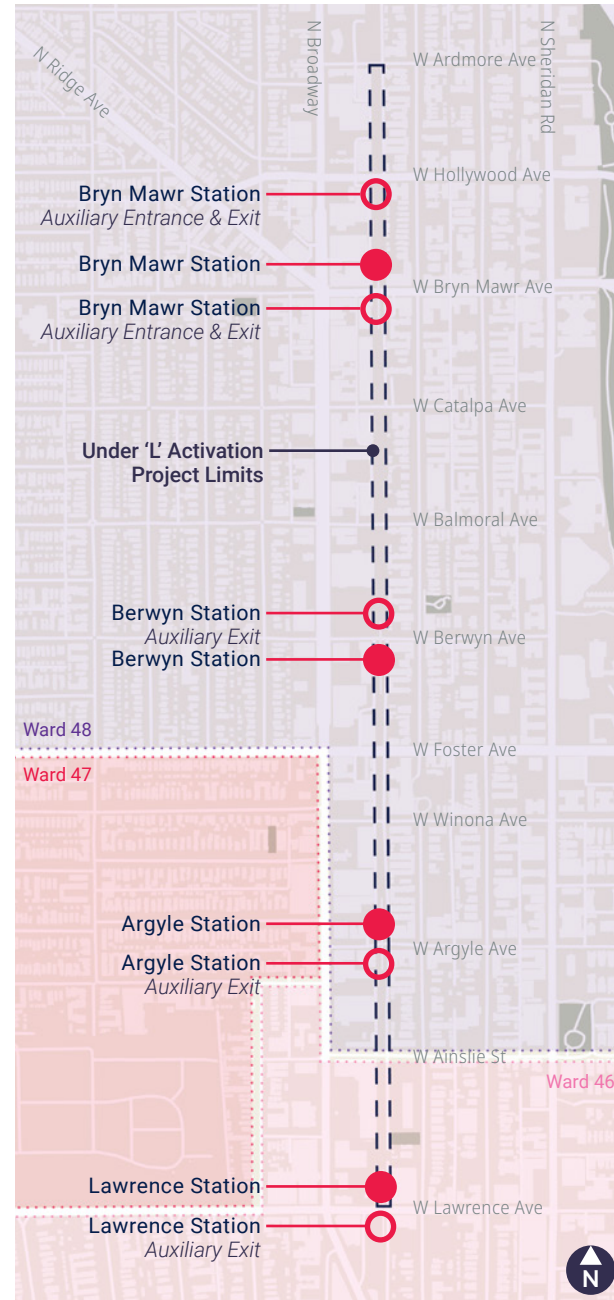 N Ridge Ave
N Broadway
N Sheridan Rd
W Ardmore Ave
W Hollywood Ave
Bryn Mawr Station
Auxiliary Entrance & Exit
Bryn Mawr Station
W Bryn Mawr Ave
Bryn Mawr Station
Auxiliary Entrance & Exit
W Catalpa Ave
Under ‘L’ Activation
Project Limits
W Balmoral Ave
Berwyn Station
Auxiliary Exit
W Berwyn Ave
Berwyn Station
Ward 48
W Foster Ave
Ward 47
W Winona Ave
Argyle Station
W Argyle Ave
Argyle Station
Auxiliary Exit
W Ainslie St
Ward 46
Lawrence Station
W Lawrence Ave
Lawrence Station
Auxiliary Exit
N